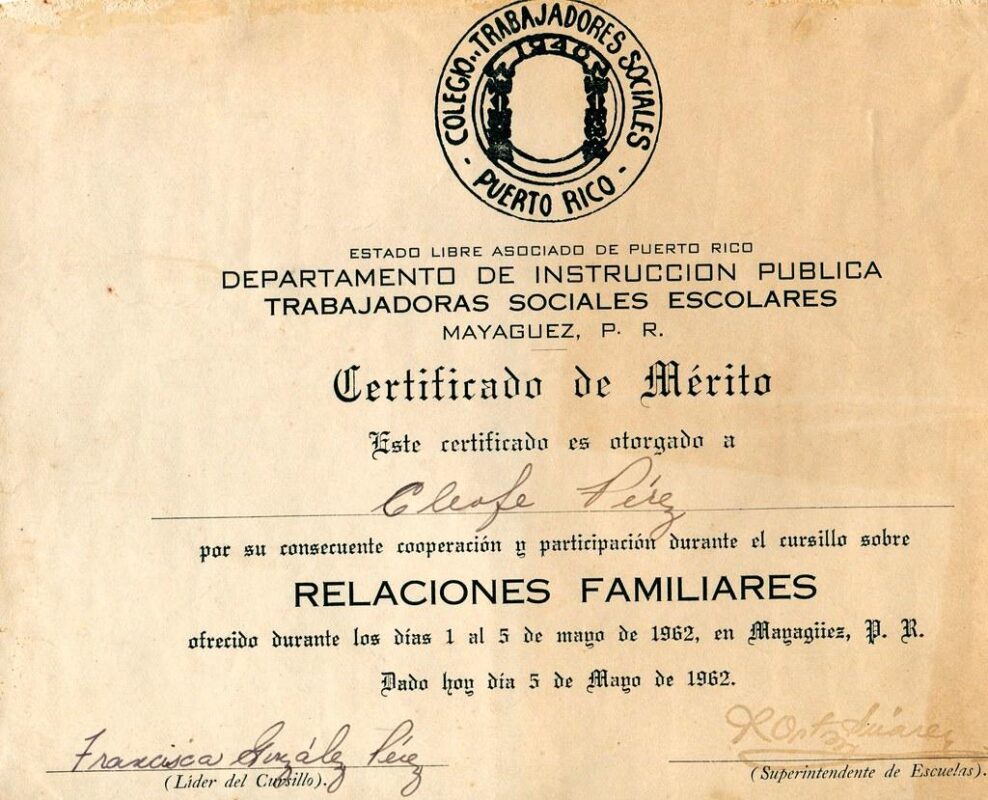 COLEGIO.. TRABAJADORES SOCIALES
1940
- PUERTO RICO -
ESTADO LIBRE ASOCIADO DE PUERTO RICO
DEPARTAMENTO DE INSTRUCCION PUBLICA
TRABAJADORAS SOCIALES ESCOLARES
MAYAGUEZ, P. R.
Certificado de Mérito
Este certificado es otorgado a
Cleofe Pérez
por su consecuente cooperación y participación durante el cursillo sobre
RELACIONES FAMILIARES
ofrecido durante los días 1 al 5 de mayo de 1962, en Mayagüez, P. R.
Dado hoy día 5 de Mayo de 1962.
Francisca González Pérez
(Líder del Cursillo).
Ortiz Suárez
(Superintendente de Escuelas).